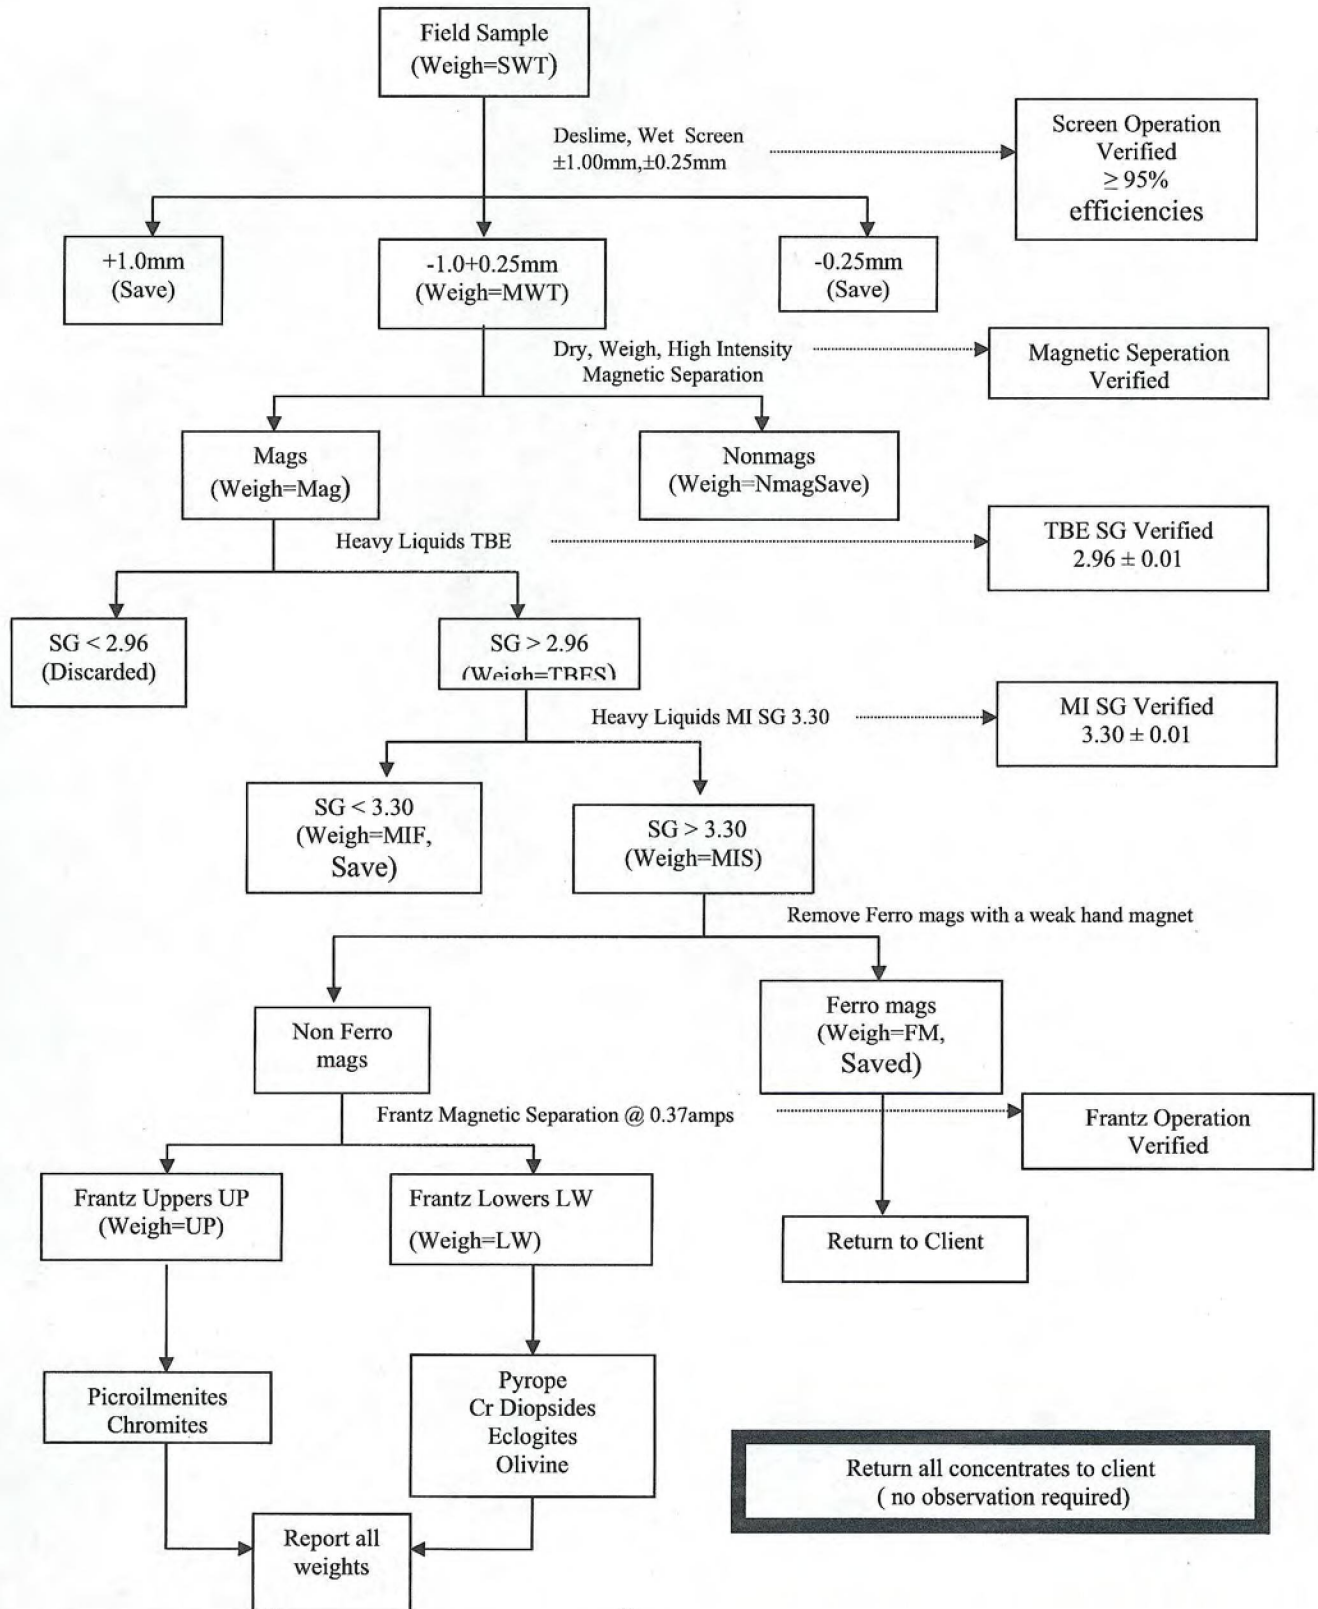 Field Sample
(Weigh=SWT)
Deslime, Wet Screen
±1.00mm,±0.25mm
Screen Operation
Verified
≥ 95%
efficiencies
+1.0mm
(Save)
-1.0+0.25mm
(Weigh=MWT)
-0.25mm
(Save)
Dry, Weigh, High Intensity
Magnetic Separation
Magnetic Seperation
Verified
Mags
(Weigh=Mag)
Nonmags
(Weigh=NmagSave)
Heavy Liquids TBE
TBE SG Verified
2.96 ± 0.01
SG < 2.96
(Discarded)
SG > 2.96
(Weigh=TBES)
Heavy Liquids MI SG 3.30
MI SG Verified
3.30 ± 0.01
SG < 3.30
(Weigh=MIF,
Save)
SG > 3.30
(Weigh=MIS)
Remove Ferro mags with a weak hand magnet
Non Ferro
mags
Ferro mags
(Weigh=FM,
Saved)
Frantz Magnetic Separation @ 0.37amps
Frantz Operation
Verified
Frantz Uppers UP
(Weigh=UP)
Frantz Lowers LW
(Weigh=LW)
Return to Client
Picroilmenites
Chromites
Pyrope
Cr Diopsides
Eclogites
Olivine
Return all concentrates to client
( no observation required)
Report all
weights